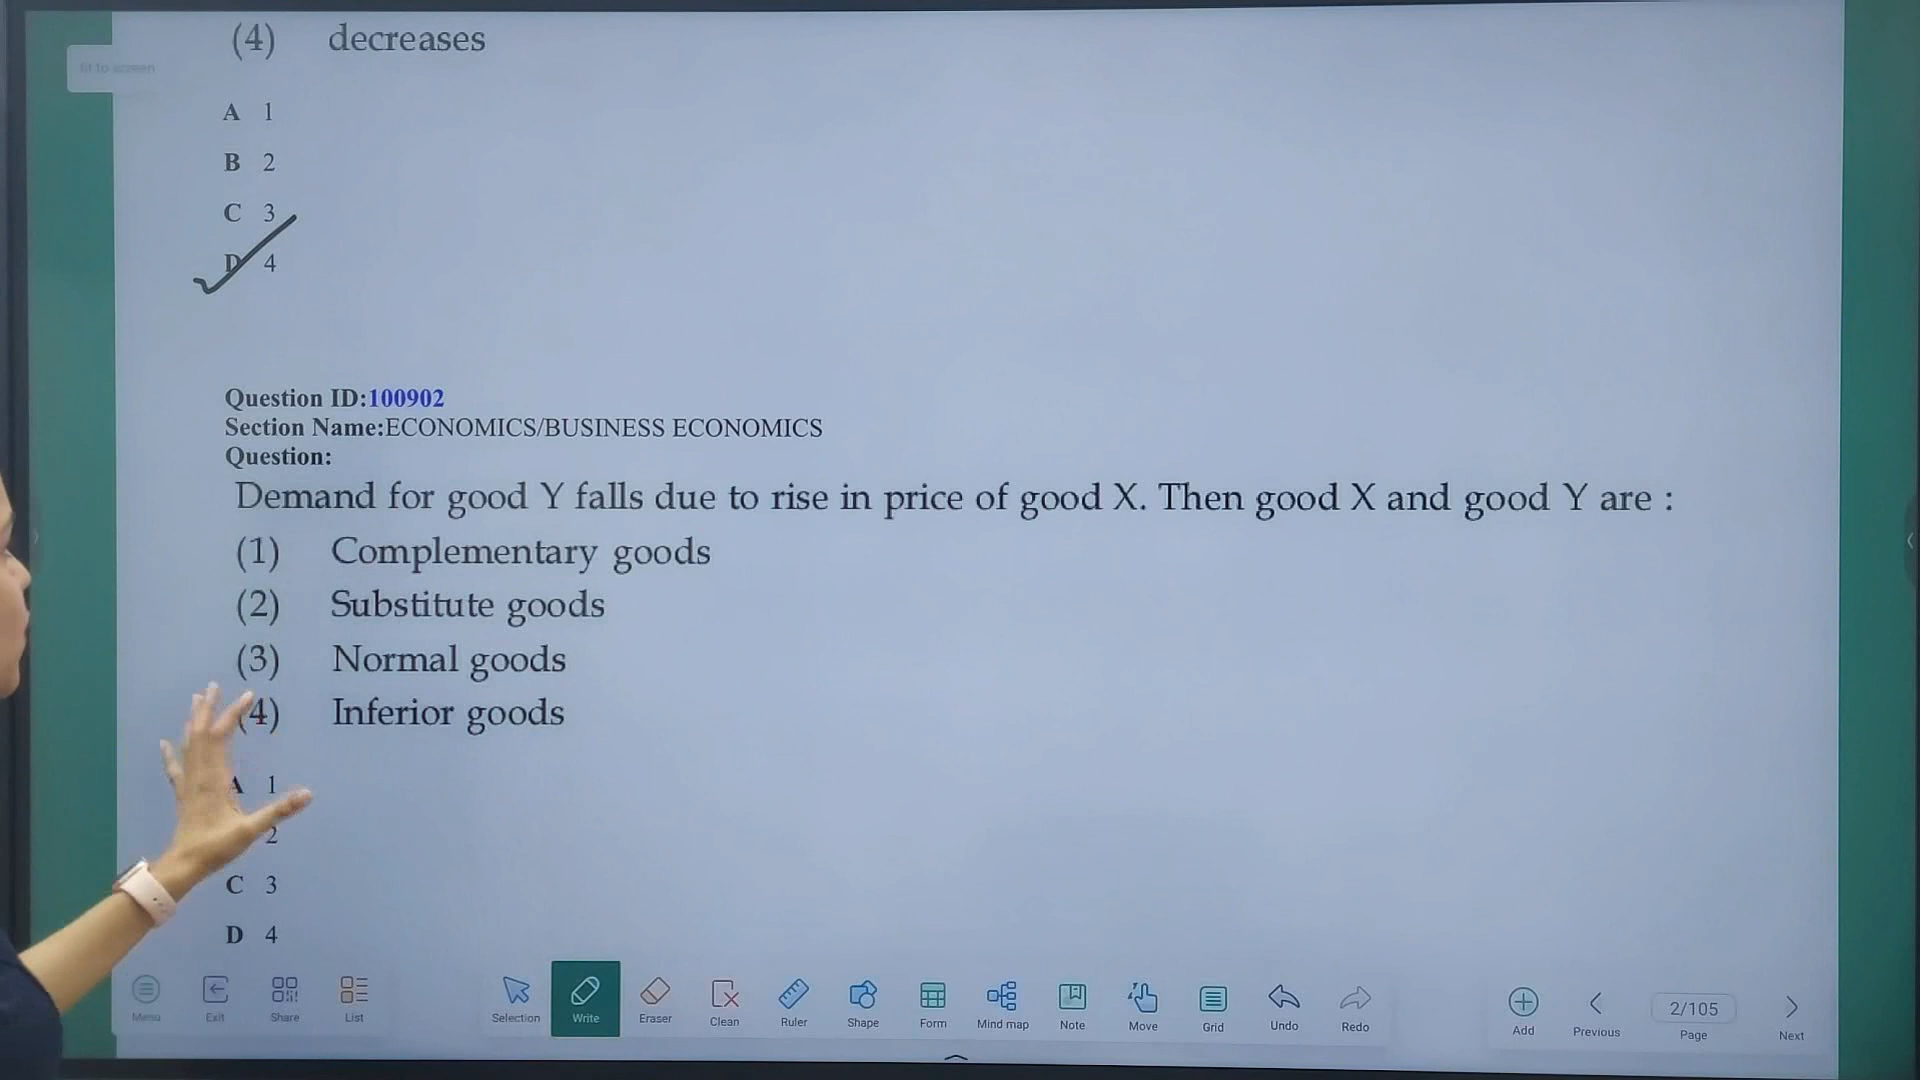 (4) decreases
fit to screen
A 1
B 2
C 3
D 4
Question ID:100902
Section Name:ECONOMICS/BUSINESS ECONOMICS
Question:
Demand for good Y falls due to rise in price of good X. Then good X and good Y are :
(1) Complementary goods
(2) Substitute goods
(3) Normal goods
(4) Inferior goods
A 1
2
C 3
D 4
Menu Exit Share List Selection Write Eraser Clean Ruler Shape Form Mind map Note Move Grid Undo Redo Add Previous 2/105 Page Next